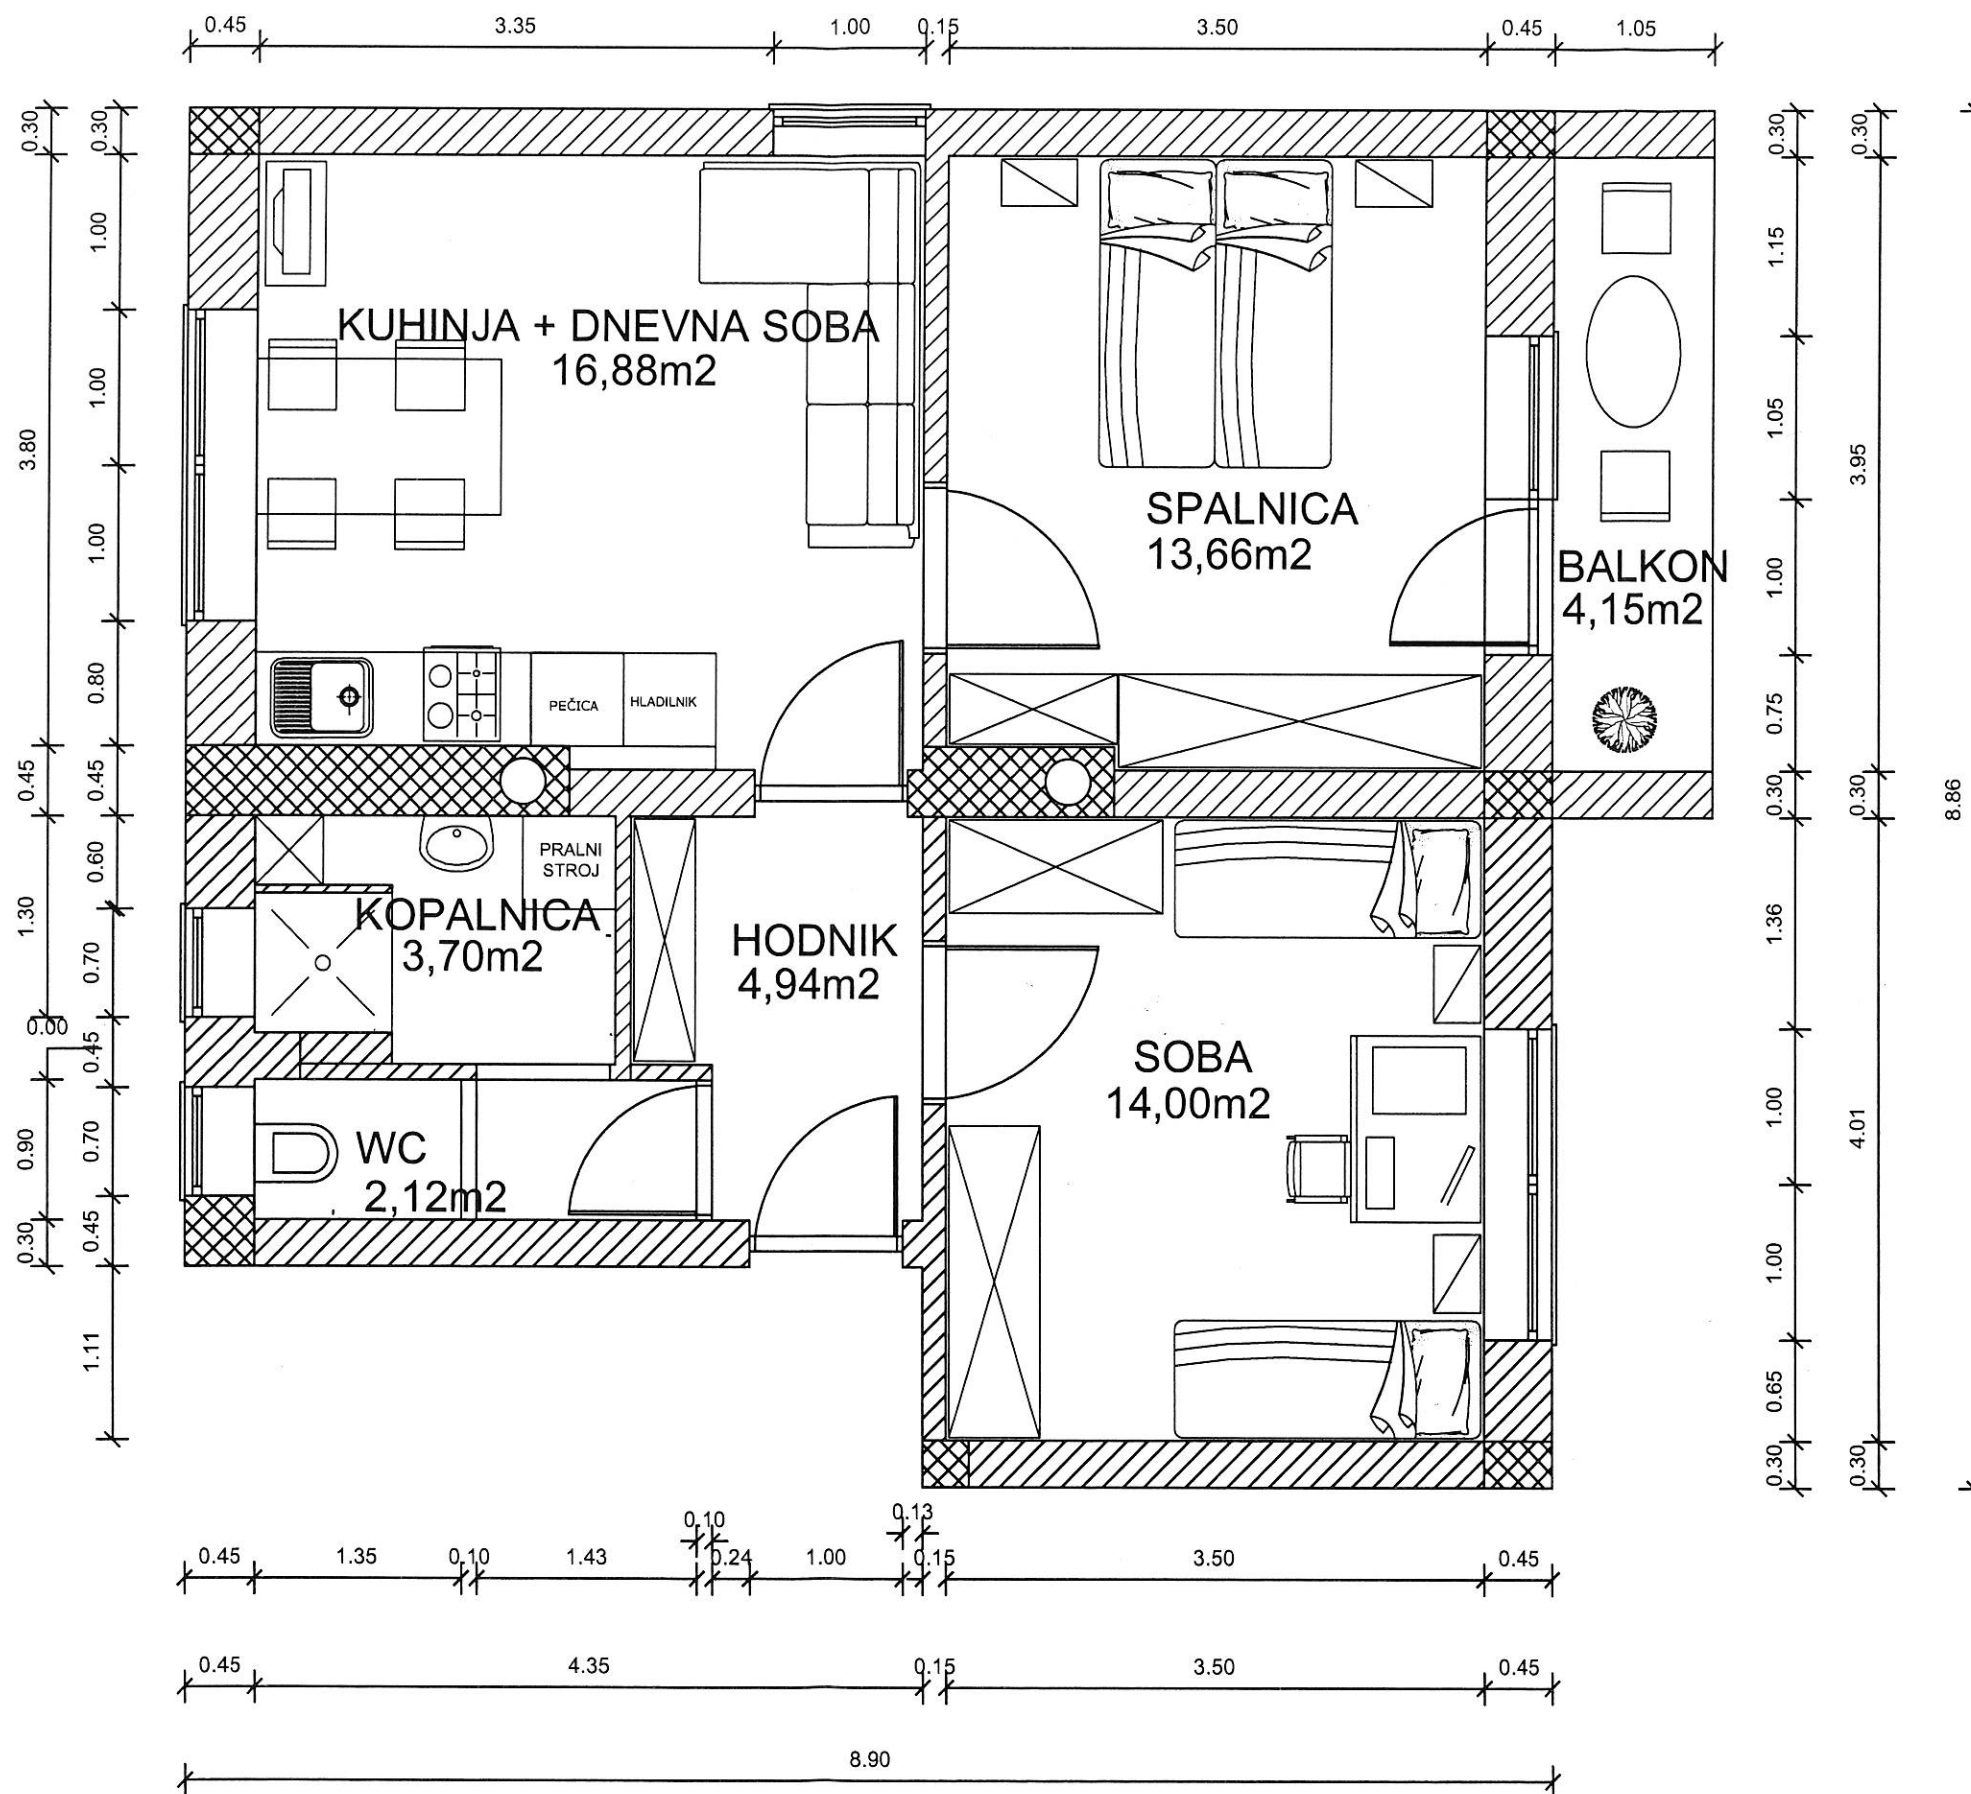 0.45 3.35 1.00 0.15 3.50 0.45 1.05
0.30 0.30 0.30 0.30
1.00 1.15
KUHINJA + DNEVNA SOBA
16,88m2
1.00 1.05
3.80 3.95
SPALNICA
13,66m2
1.00 1.00
BALKON
4,15m2
0.80 0.75
PEČICA HLADILNIK
0.45 0.45 0.30 0.30
8.86
0.60
PRALNI
STROJ
1.30 1.36
KOPALNICA
3,70m2
0.70
HODNIK
4,94m2
0.00 0.45
SOBA
14,00m2
1.00 4.01
0.90 0.70
WC
2,12m2
0.30 0.45 1.00
1.11 0.65
0.30 0.30
0.10 0.13
0.45 1.35 0.10 1.43 0.24 1.00 0.15 3.50 0.45
0.45 4.35 0.15 3.50 0.45
8.90